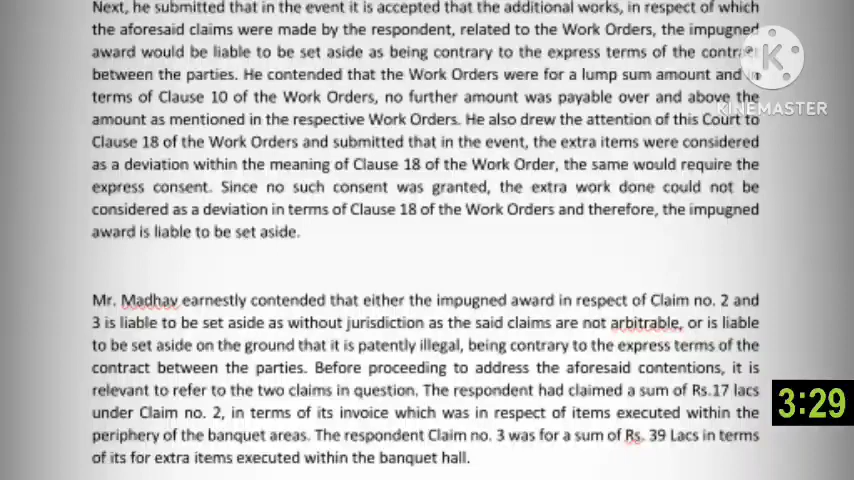 Next, he submitted that in the event it is accepted that the additional works, in respect of which
the aforesaid claims were made by the respondent, related to the Work Orders, the impugned
award would be liable to be set aside as being contrary to the express terms of the contract
between the parties. He contended that the Work Orders were for a lump sum amount and in
terms of Clause 10 of the Work Orders, no further amount was payable over and above the
amount as mentioned in the respective Work Orders. He also drew the attention of this Court to
Clause 18 of the Work Orders and submitted that in the event, the extra items were considered
as a deviation within the meaning of Clause 18 of the Work Order, the same would require the
express consent. Since no such consent was granted, the extra work done could not be
considered as a deviation in terms of Clause 18 of the Work Orders and therefore, the impugned
award is liable to be set aside.
Mr. Madhav earnestly contended that either the impugned award in respect of Claim no. 2 and
3 is liable to be set aside as without jurisdiction as the said claims are not arbitrable, or is liable
to be set aside on the ground that it is patently illegal, being contrary to the express terms of the
contract between the parties. Before proceeding to address the aforesaid contentions, it is
relevant to refer to the two claims in question. The respondent had claimed a sum of Rs.17 lacs
under Claim no. 2, in terms of its invoice which was in respect of items executed within the
periphery of the banquet areas. The respondent Claim no. 3 was for a sum of Rs. 39 Lacs in terms
of its for extra items executed within the banquet hall.
KINEMASTER
3:29